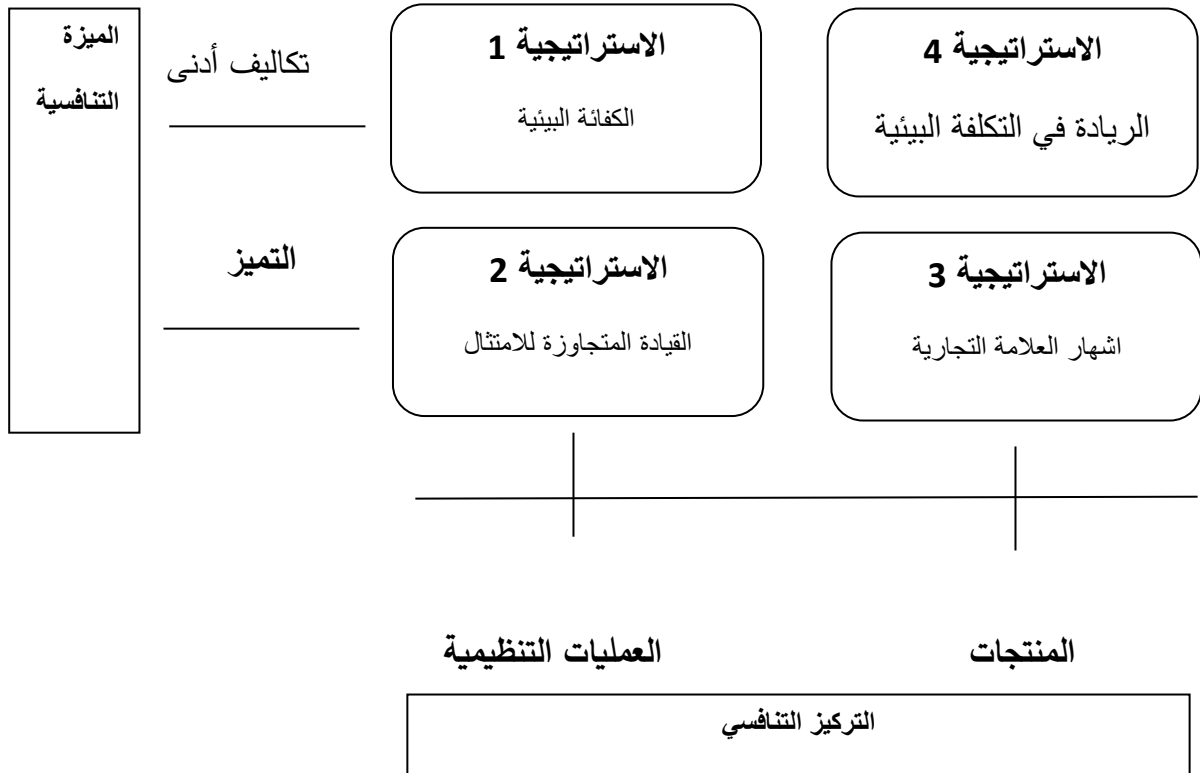 الميزة
التنافسية
تكاليف أدنى
الاستراتيجية 1
الكفائة البيئية
الاستراتيجية 4
الريادة في التكلفة البيئية
التميز
الاستراتيجية 2
القيادة المتجاوزة للامتثال
الاستراتيجية 3
اشهار العلامة التجارية
العمليات التنظيمية
المنتجات
التركيز التنافسي